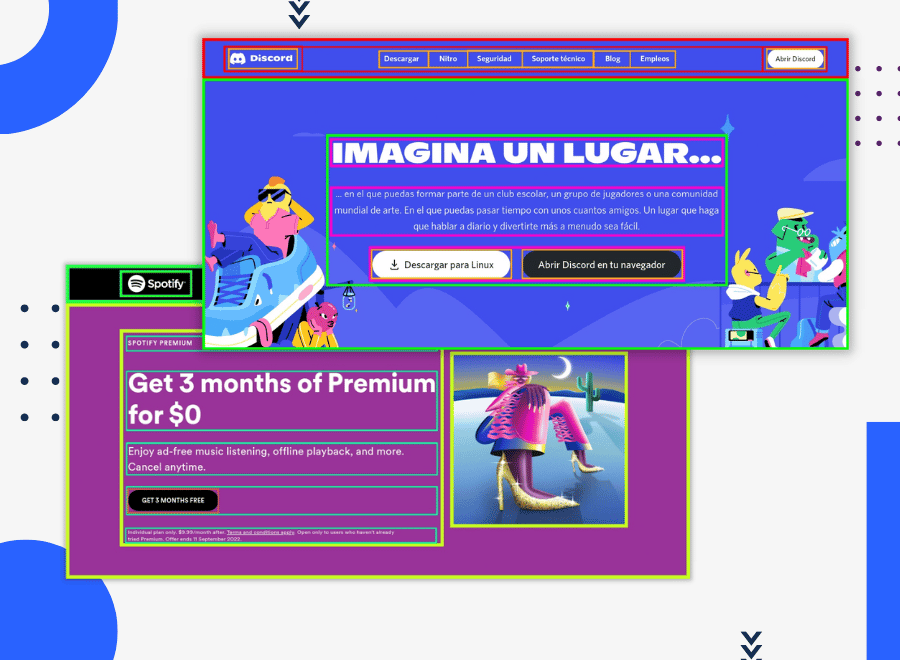 Discord
Descargar
Nitro
Seguridad
Soporte técnico
Blog
Empleos
Abrir Discord
IMAGINA UN LUGAR...
... en el que puedas formar parte de un club escolar, un grupo de jugadores o una comunidad
mundial de arte. En el que puedas pasar tiempo con unos cuantos amigos. Un lugar que haga
que hablar a diario y divertirte más a menudo sea fácil.
Descargar para Linux
Abrir Discord en tu navegador
Spotify
SPOTIFY PREMIUM
Get 3 months of Premium
for $0
Enjoy ad-free music listening, offline playback, and more.
Cancel anytime.
GET 3 MONTHS FREE
Individual plan only. $9.99/month after. Terms and conditions apply. Open only to users who haven't already
tried Premium. Offer ends 11 September 2022.